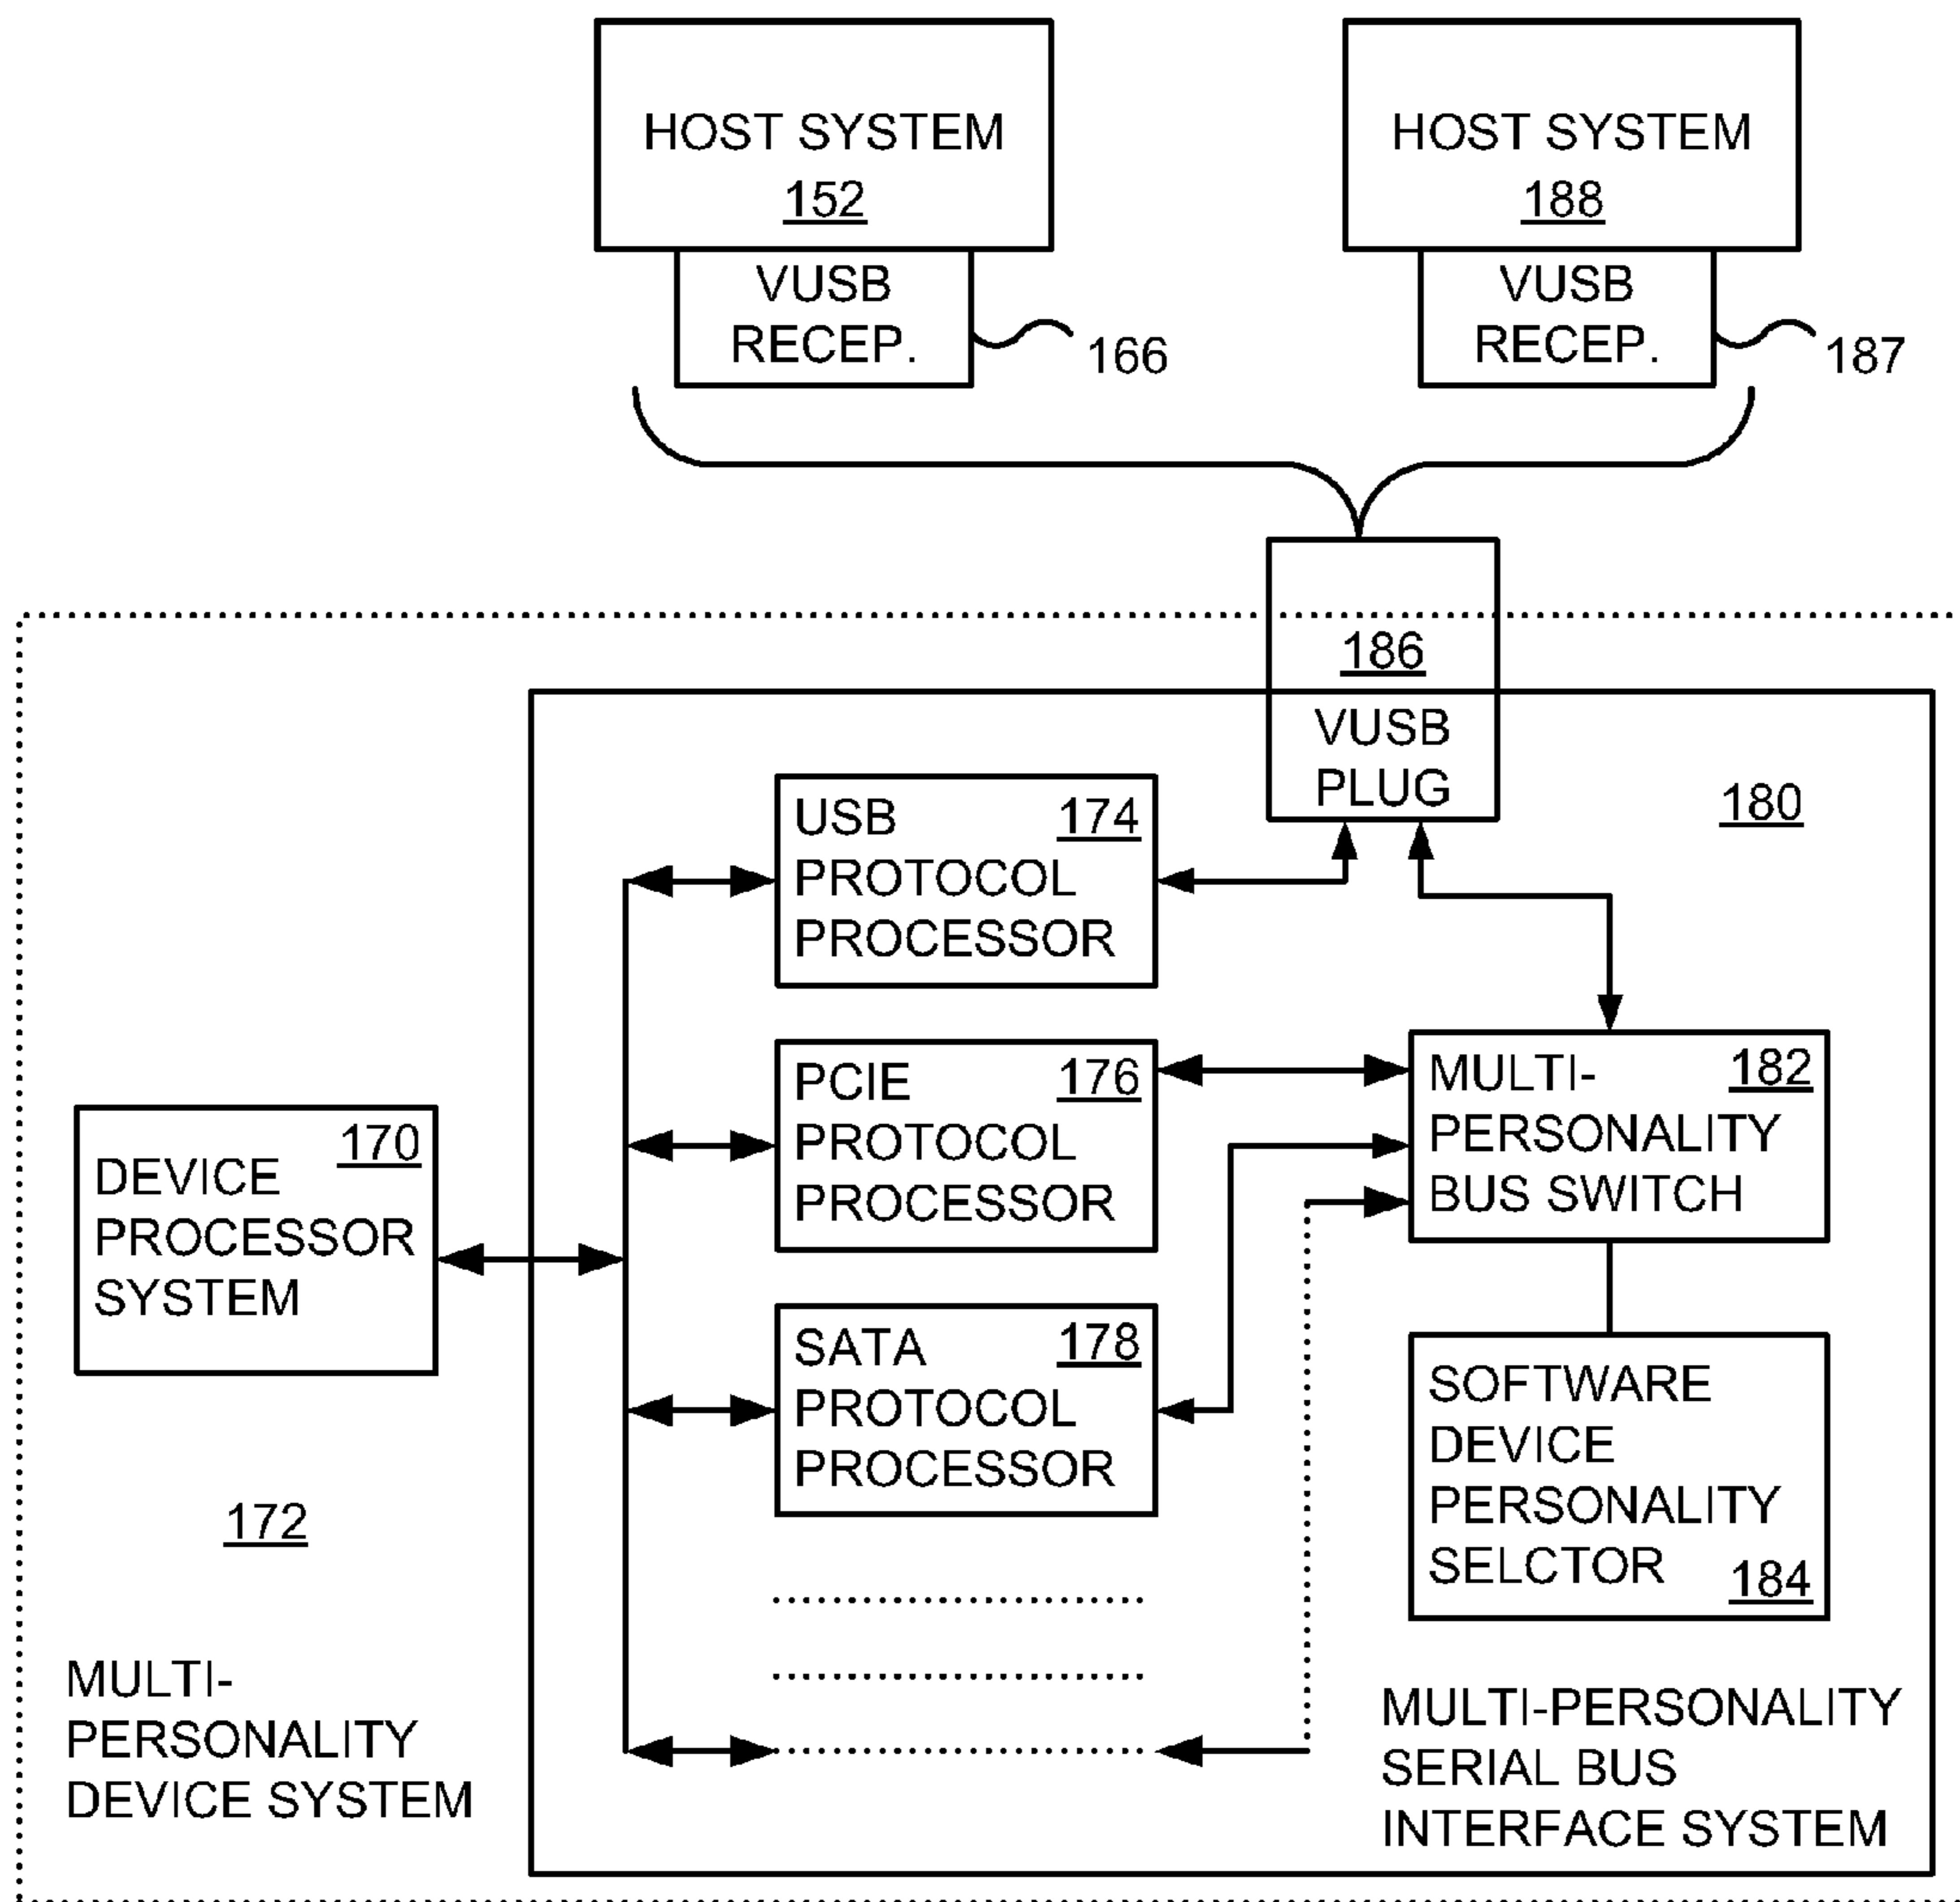 HOST SYSTEM
152
VUSB
RECEP.
166
HOST SYSTEM
188
VUSB
RECEP.
187
186
VUSB
PLUG
180
USB
174
PROTOCOL
PROCESSOR
PCIE
176
PROTOCOL
PROCESSOR
SATA
178
PROTOCOL
PROCESSOR
MULTI-
182
PERSONALITY
BUS SWITCH
SOFTWARE
DEVICE
PERSONALITY
SELCTOR
184
170
DEVICE
PROCESSOR
SYSTEM
172
MULTI-
PERSONALITY
DEVICE SYSTEM
MULTI-PERSONALITY
SERIAL BUS
INTERFACE SYSTEM